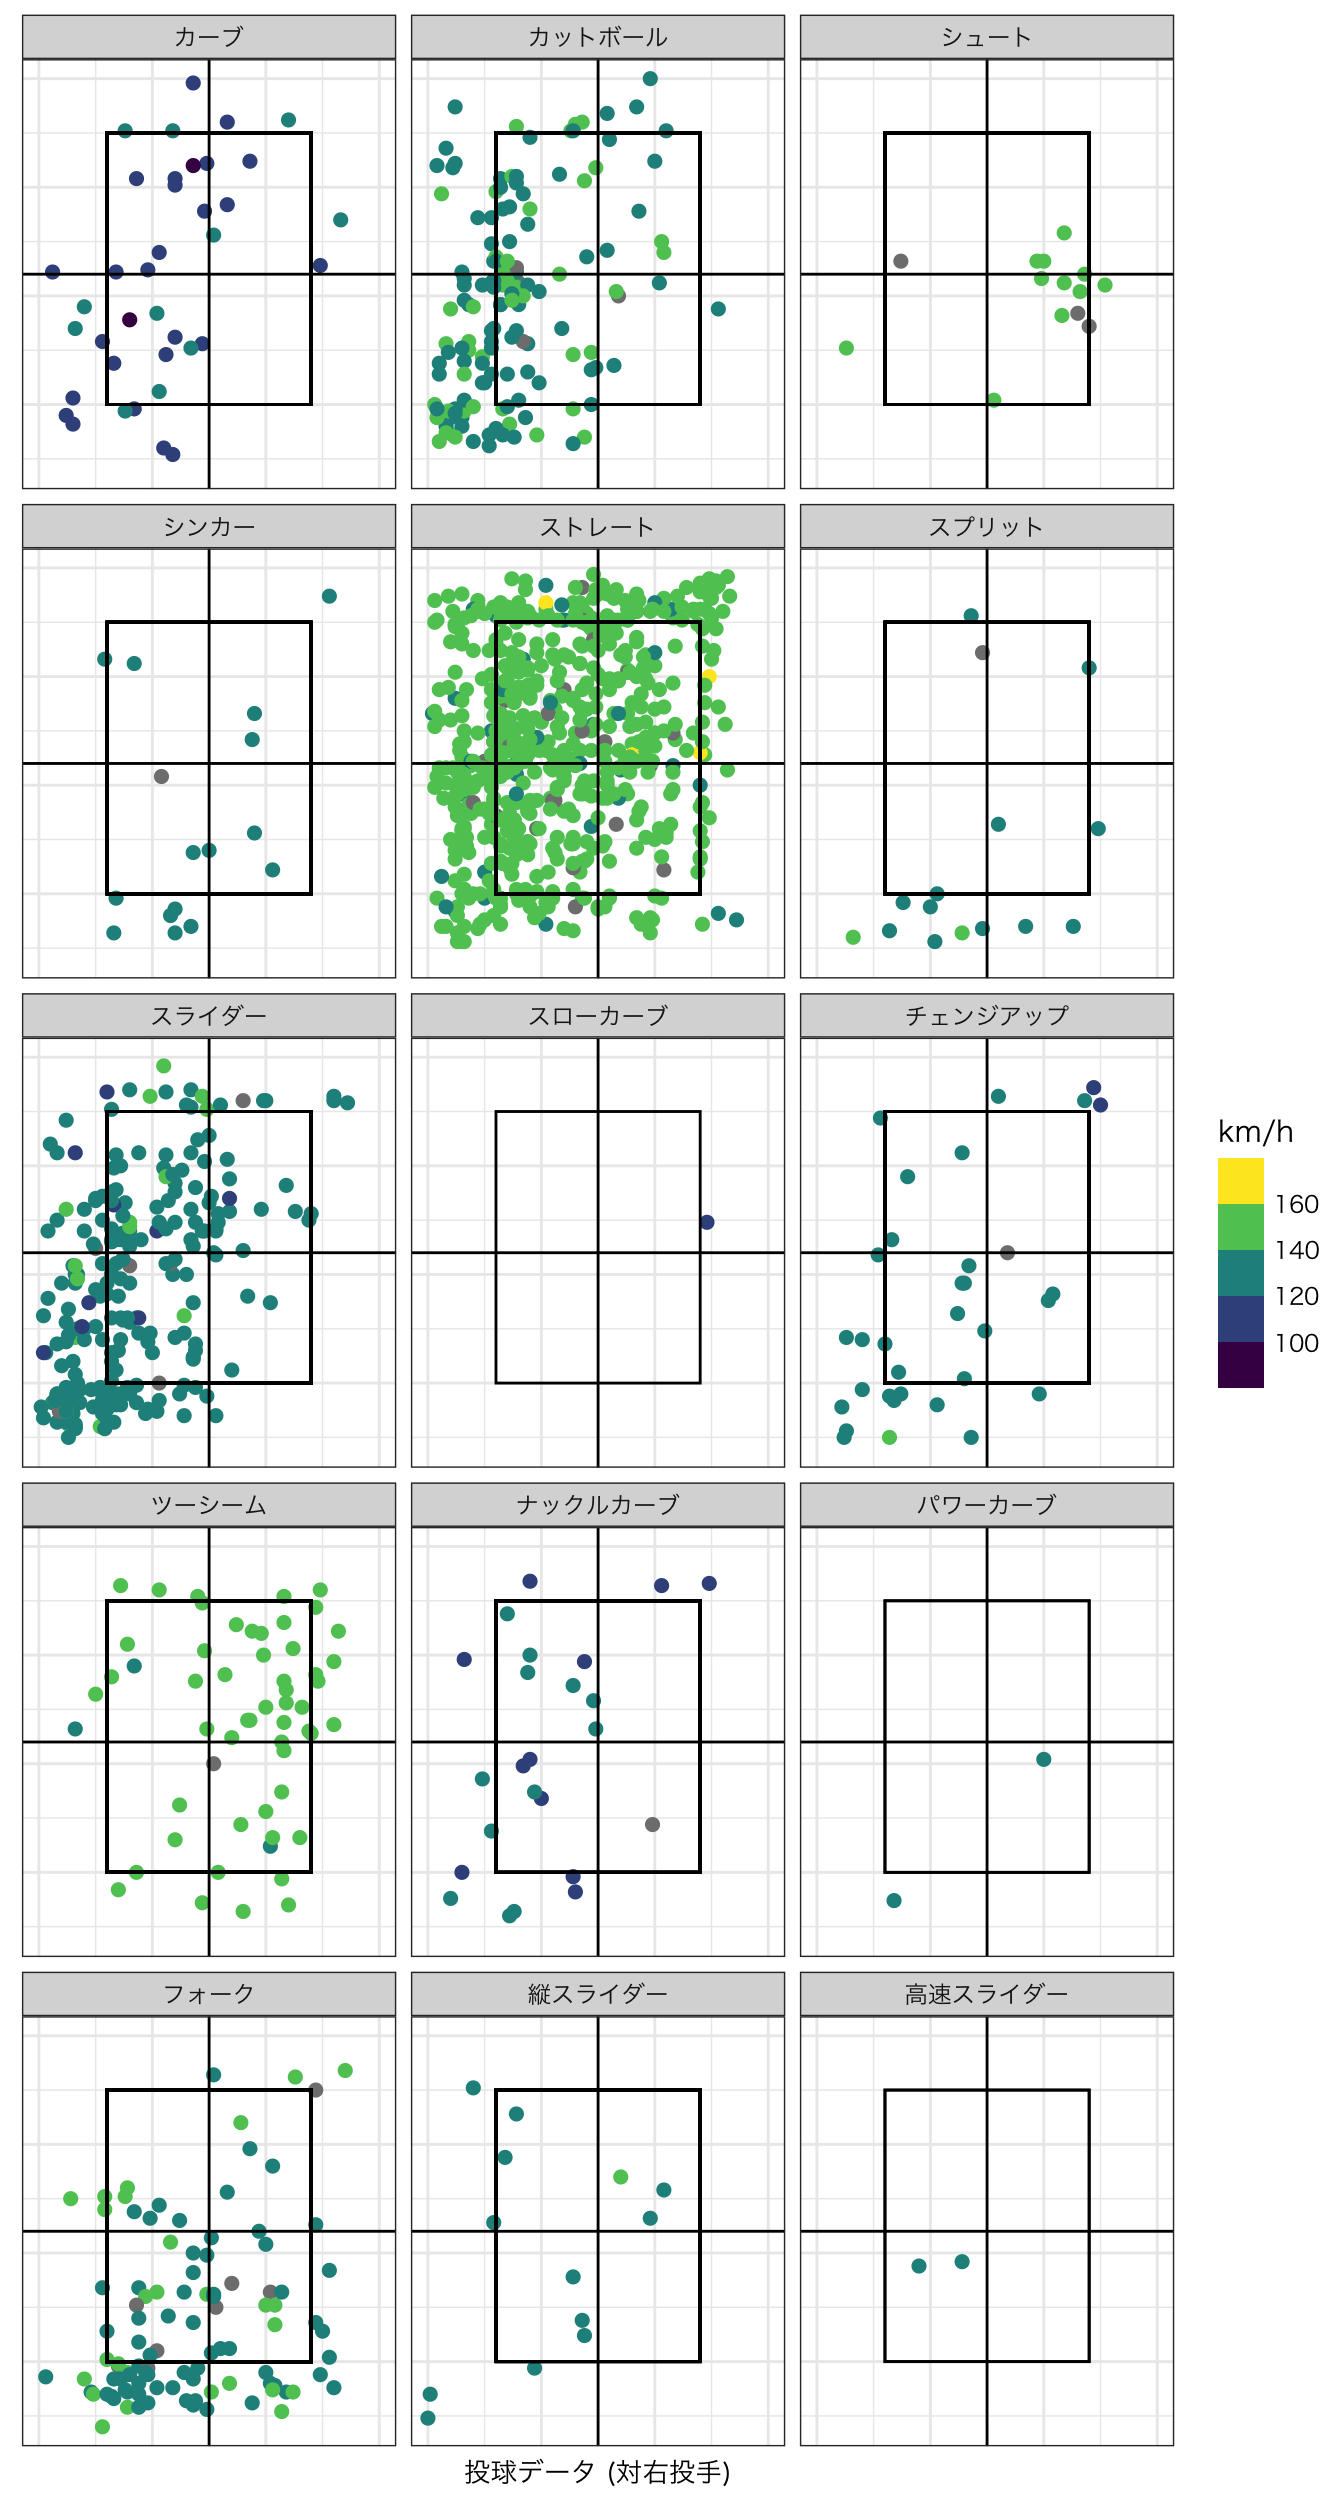 カーブ
カットボール
シュート
シンカー
ストレート
スプリット
スライダー
スローカーブ
チェンジアップ
km/h
160
140
120
100
ツーシーム
ナックルカーブ
パワーカーブ
フォーク
縦スライダー
高速スライダー
投球データ (対右投手)